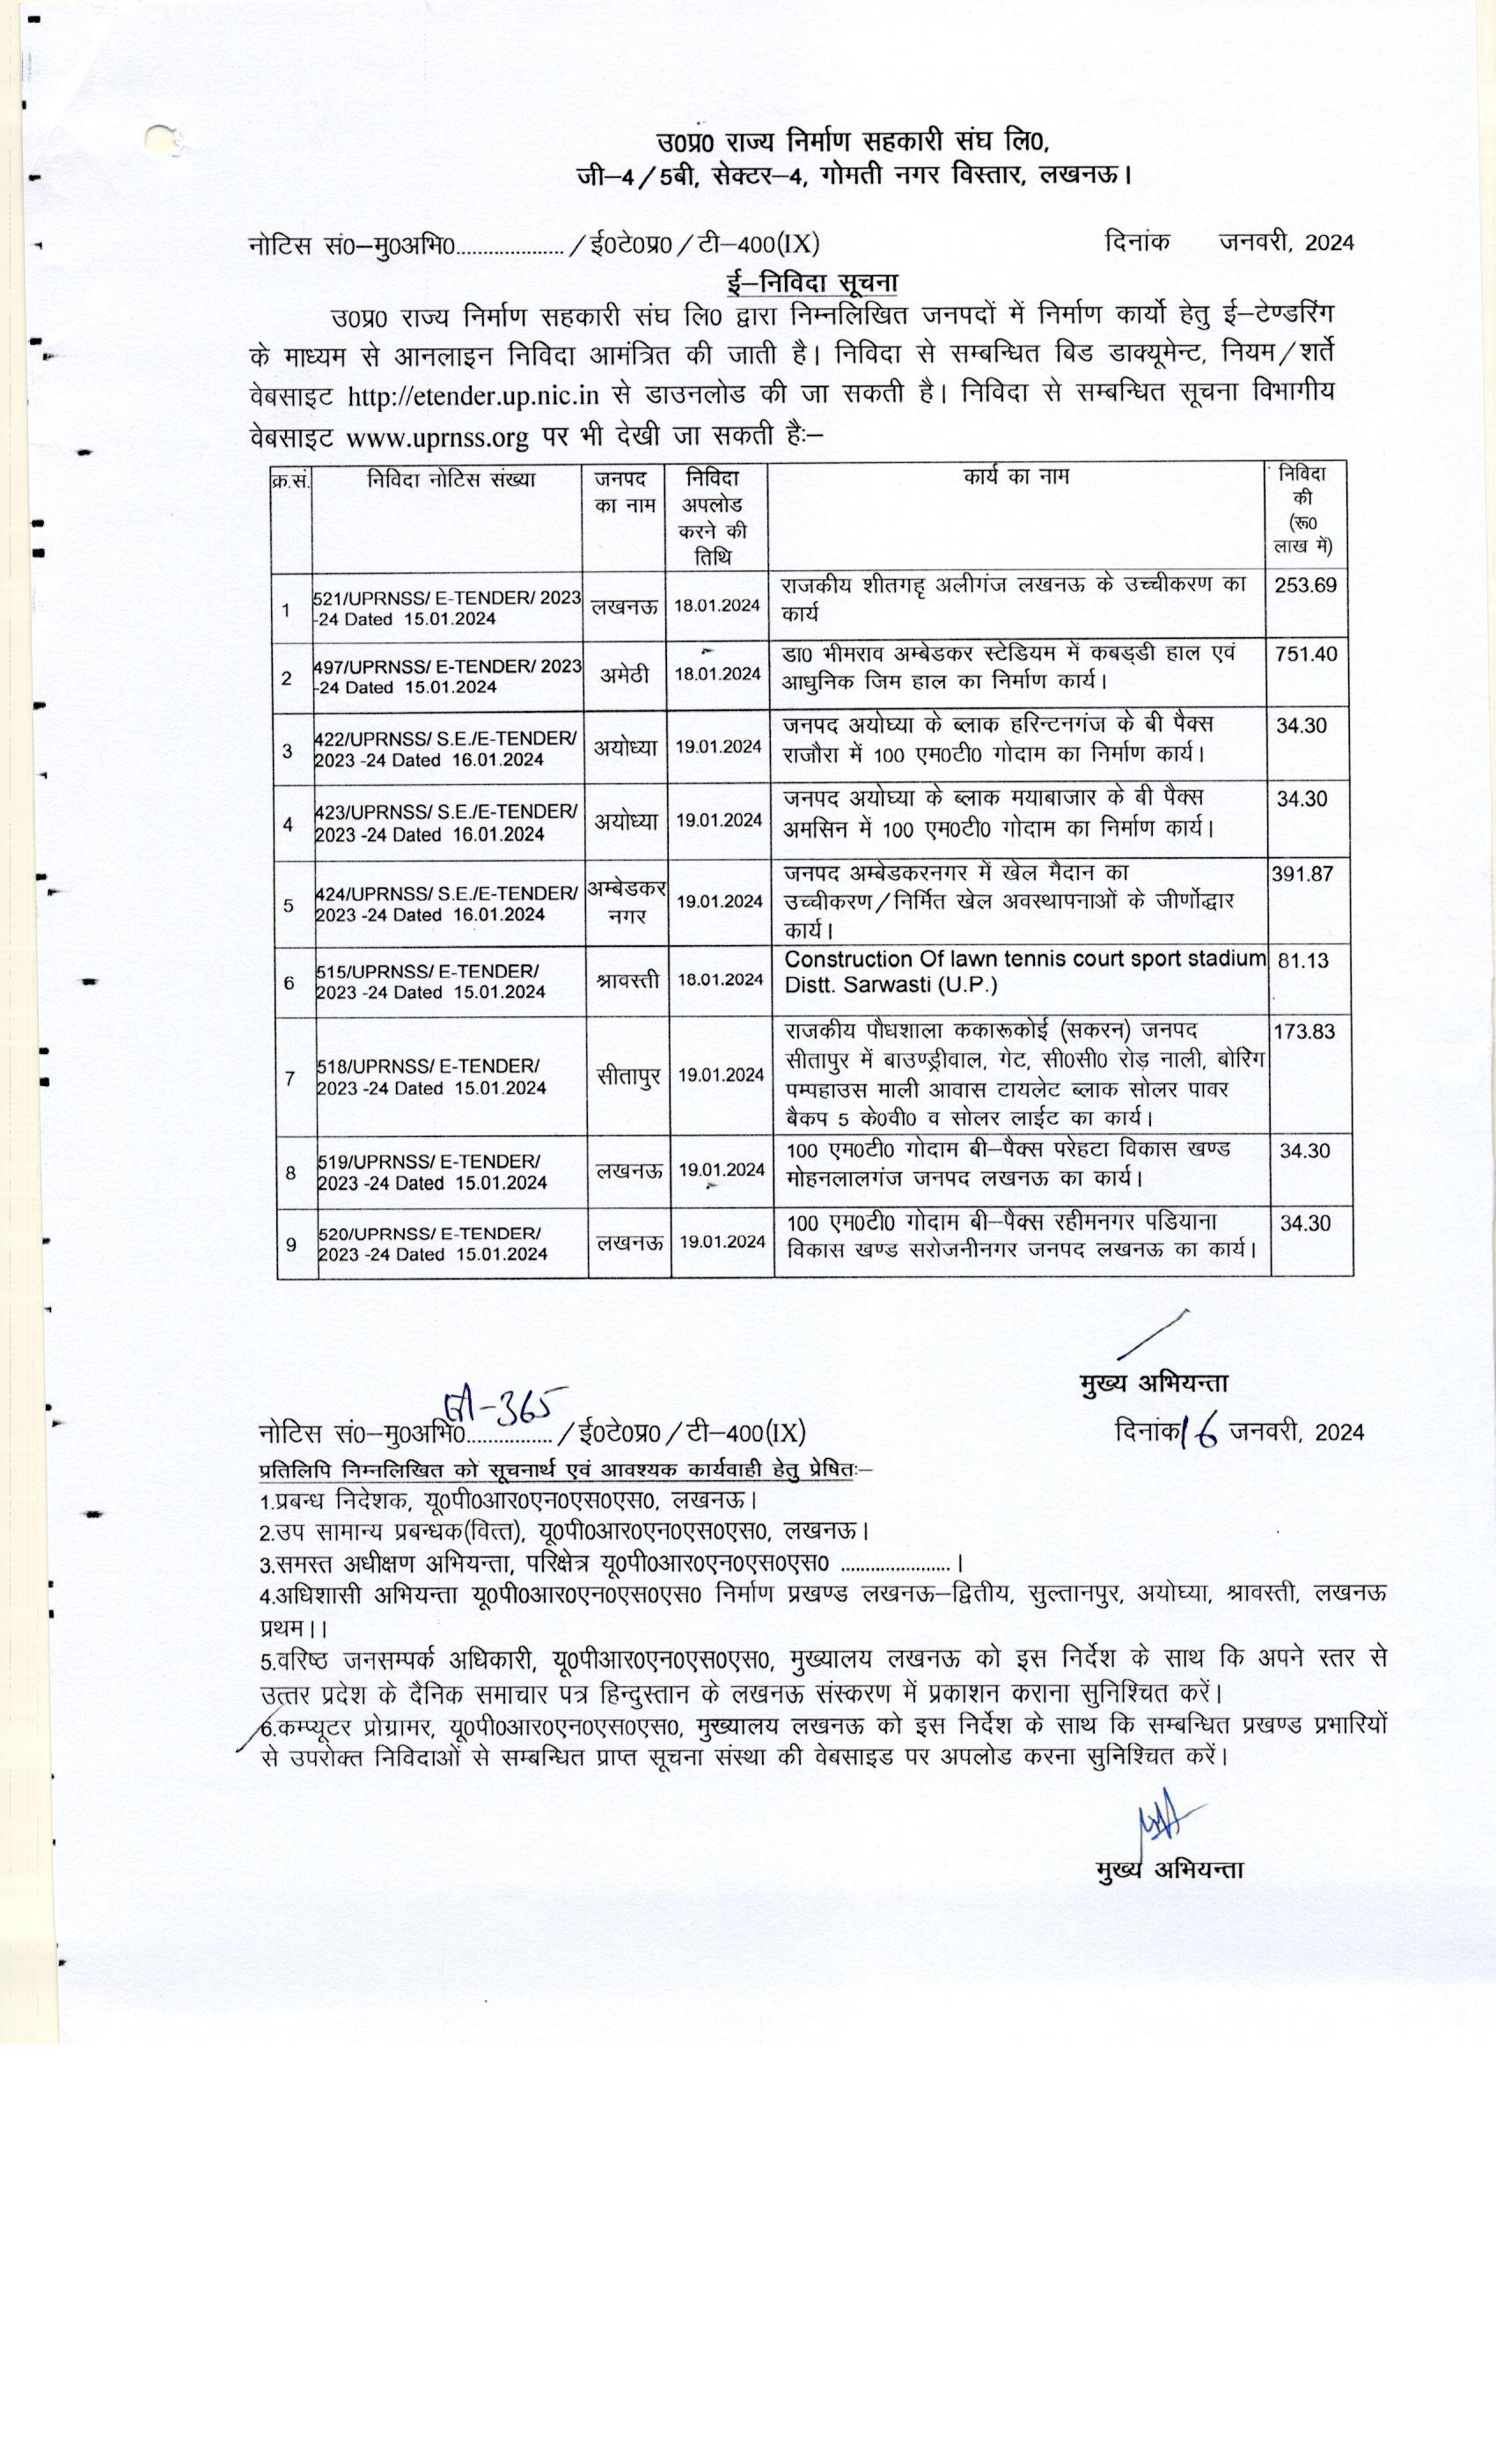 उ0प्र0 राज्य निर्माण सहकारी संघ लि0,
जी–4/5बी, सेक्टर–4, गोमती नगर विस्तार, लखनऊ।
नोटिस सं0–मु0अभि0................... /ई0टे0प्र0/टी–400(IX) दिनांक जनवरी, 2024
ई–निविदा सूचना
उ0प्र0 राज्य निर्माण सहकारी संघ लि0 द्वारा निम्नलिखित जनपदों में निर्माण कार्यो हेतु ई–टेण्डरिंग
के माध्यम से आनलाइन निविदा आमंत्रित की जाती है। निविदा से सम्बन्धित बिड डाक्यूमेन्ट, नियम/शर्ते
वेबसाइट http://etender.up.nic.in से डाउनलोड की जा सकती है। निविदा से सम्बन्धित सूचना विभागीय
वेबसाइट www.uprnss.org पर भी देखी जा सकती हैः–
क्र.सं. निविदा नोटिस संख्या जनपद का नाम निविदा अपलोड करने की तिथि कार्य का नाम निविदा की (रू0 लाख में)
1 521/UPRNSS/ E-TENDER/ 2023 लखनऊ 18.01.2024 राजकीय शीतगहृ अलीगंज लखनऊ के उच्चीकरण का 253.69
-24 Dated 15.01.2024 कार्य
2 497/UPRNSS/ E-TENDER/ 2023 अमेठी 18.01.2024 डा0 भीमराव अम्बेडकर स्टेडियम में कबड्डी हाल एवं 751.40
-24 Dated 15.01.2024 आधुनिक जिम हाल का निर्माण कार्य।
3 422/UPRNSS/ S.E./E-TENDER/ अयोध्या 19.01.2024 जनपद अयोघ्या के ब्लाक हरिन्टनगंज के बी पैक्स 34.30
2023 -24 Dated 16.01.2024 राजौरा में 100 एम0टी0 गोदाम का निर्माण कार्य।
4 423/UPRNSS/ S.E./E-TENDER/ अयोध्या 19.01.2024 जनपद अयोघ्या के ब्लाक मयाबाजार के बी पैक्स 34.30
2023 -24 Dated 16.01.2024 अमसिन में 100 एम0टी0 गोदाम का निर्माण कार्य।
5 424/UPRNSS/ S.E./E-TENDER/ अम्बेडकर 19.01.2024 जनपद अम्बेडकरनगर में खेल मैदान का 391.87
2023 -24 Dated 16.01.2024 नगर उच्चीकरण/निर्मित खेल अवस्थापनाओं के जीर्णोद्धार
कार्य।
6 515/UPRNSS/ E-TENDER/ श्रावस्ती 18.01.2024 Construction Of lawn tennis court sport stadium 81.13
2023 -24 Dated 15.01.2024 Distt. Sarwasti (U.P.)
7 518/UPRNSS/ E-TENDER/ सीतापुर 19.01.2024 राजकीय पौधशाला ककारूकोई (सकरन) जनपद 173.83
2023 -24 Dated 15.01.2024 सीतापुर में बाउण्ड्रीवाल, गेट, सी0सी0 रोड़ नाली, बोरिंग
पम्पहाउस माली आवास टायलेट ब्लाक सोलर पावर
बैकप 5 के0वी0 व सोलर लाईट का कार्य।
8 519/UPRNSS/ E-TENDER/ लखनऊ 19.01.2024 100 एम0टी0 गोदाम बी–पैक्स परेहटा विकास खण्ड 34.30
2023 -24 Dated 15.01.2024 मोहनलालगंज जनपद लखनऊ का कार्य।
9 520/UPRNSS/ E-TENDER/ लखनऊ 19.01.2024 100 एम0टी0 गोदाम बी–पैक्स रहीमनगर पडियाना 34.30
2023 -24 Dated 15.01.2024 विकास खण्ड सरोजनीनगर जनपद लखनऊ का कार्य।
मुख्य अभियन्ता
नोटिस सं0–मु0अभि0...............365 /ई0टे0प्र0/टी–400(IX) दिनांक 16 जनवरी, 2024
प्रतिलिपि निम्नलिखित को सूचनार्थ एवं आवश्यक कार्यवाही हेतु प्रेषितः–
1.प्रबन्ध निदेशक, यू0पी0आर0एन0एस0एस0, लखनऊ।
2.उप सामान्य प्रबन्धक(वित्त), यू0पी0आर0एन0एस0एस0, लखनऊ।
3.समस्त अधीक्षण अभियन्ता, परिक्षेत्र यू0पी0आर0एन0एस0एस0 ......................।
4.अधिशासी अभियन्ता यू0पी0आर0एन0एस0एस0 निर्माण प्रखण्ड लखनऊ–द्वितीय, सुल्तानपुर, अयोघ्या, श्रावस्ती, लखनऊ
प्रथम।।
5.वरिष्ठ जनसम्पर्क अधिकारी, यू0पीआर0एन0एस0एस0, मुख्यालय लखनऊ को इस निर्देश के साथ कि अपने स्तर से
उत्तर प्रदेश के दैनिक समाचार पत्र हिन्दुस्तान के लखनऊ संस्करण में प्रकाशन कराना सुनिश्चित करें।
6.कम्प्यूटर प्रोग्रामर, यू0पी0आर0एन0एस0एस0, मुख्यालय लखनऊ को इस निर्देश के साथ कि सम्बन्धित प्रखण्ड प्रभारियों
से उपरोक्त निविदाओं से सम्बन्धित प्राप्त सूचना संस्था की वेबसाइड पर अपलोड करना सुनिश्चित करें।
मुख्य अभियन्ता